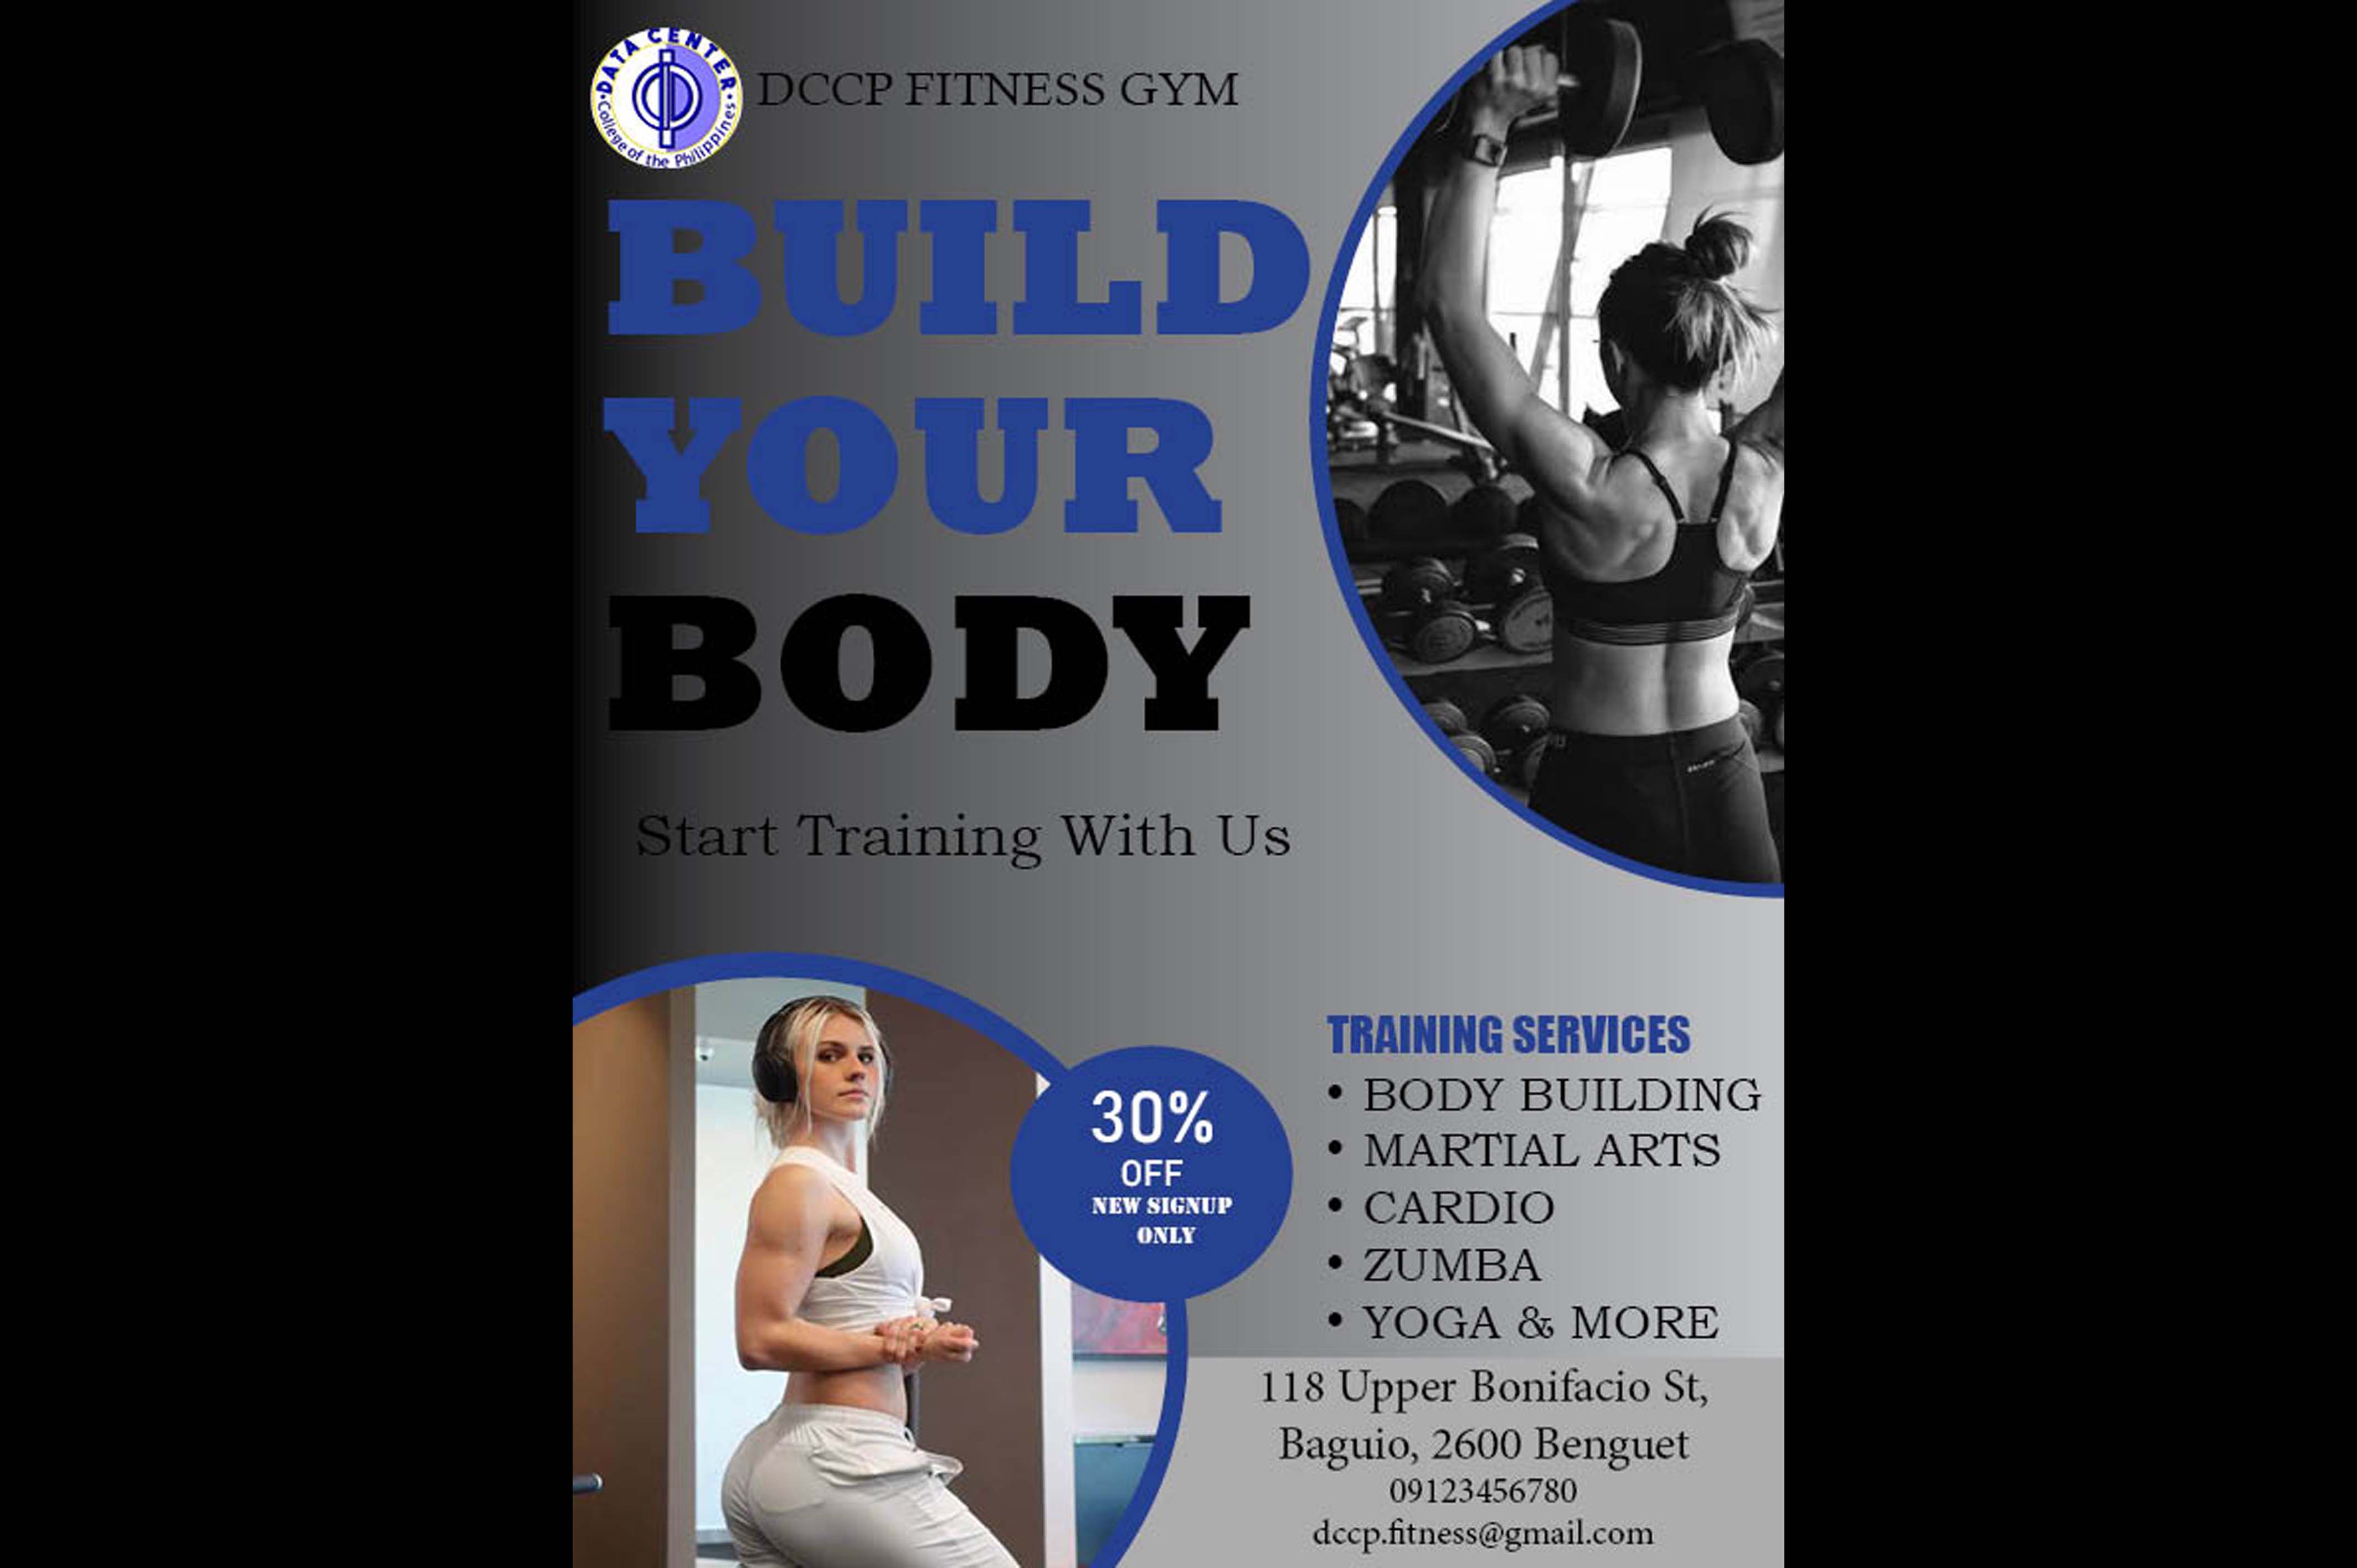 DATA CENTER
College of the Philippines
DCCP FITNESS GYM
BUILD
YOUR
BODY
Start Training With Us
30%
OFF
NEW SIGNUP
ONLY
TRAINING SERVICES
• BODY BUILDING
• MARTIAL ARTS
• CARDIO
• ZUMBA
• YOGA & MORE
118 Upper Bonifacio St,
Baguio, 2600 Benguet
09123456780
dccp.fitness@gmail.com